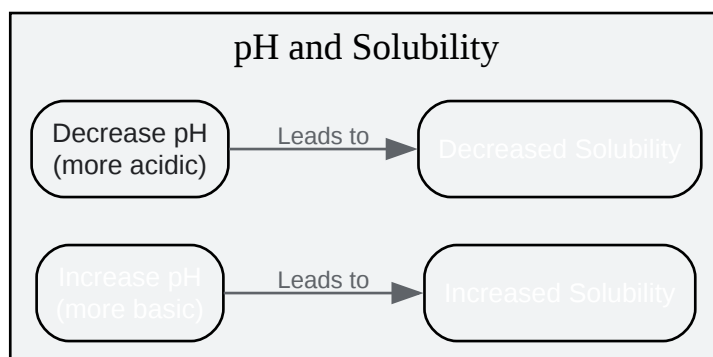 pH and Solubility
Decrease pH
(more acidic)
Leads to
Decreased Solubility
Increase pH
(more basic)
Leads to
Increased Solubility